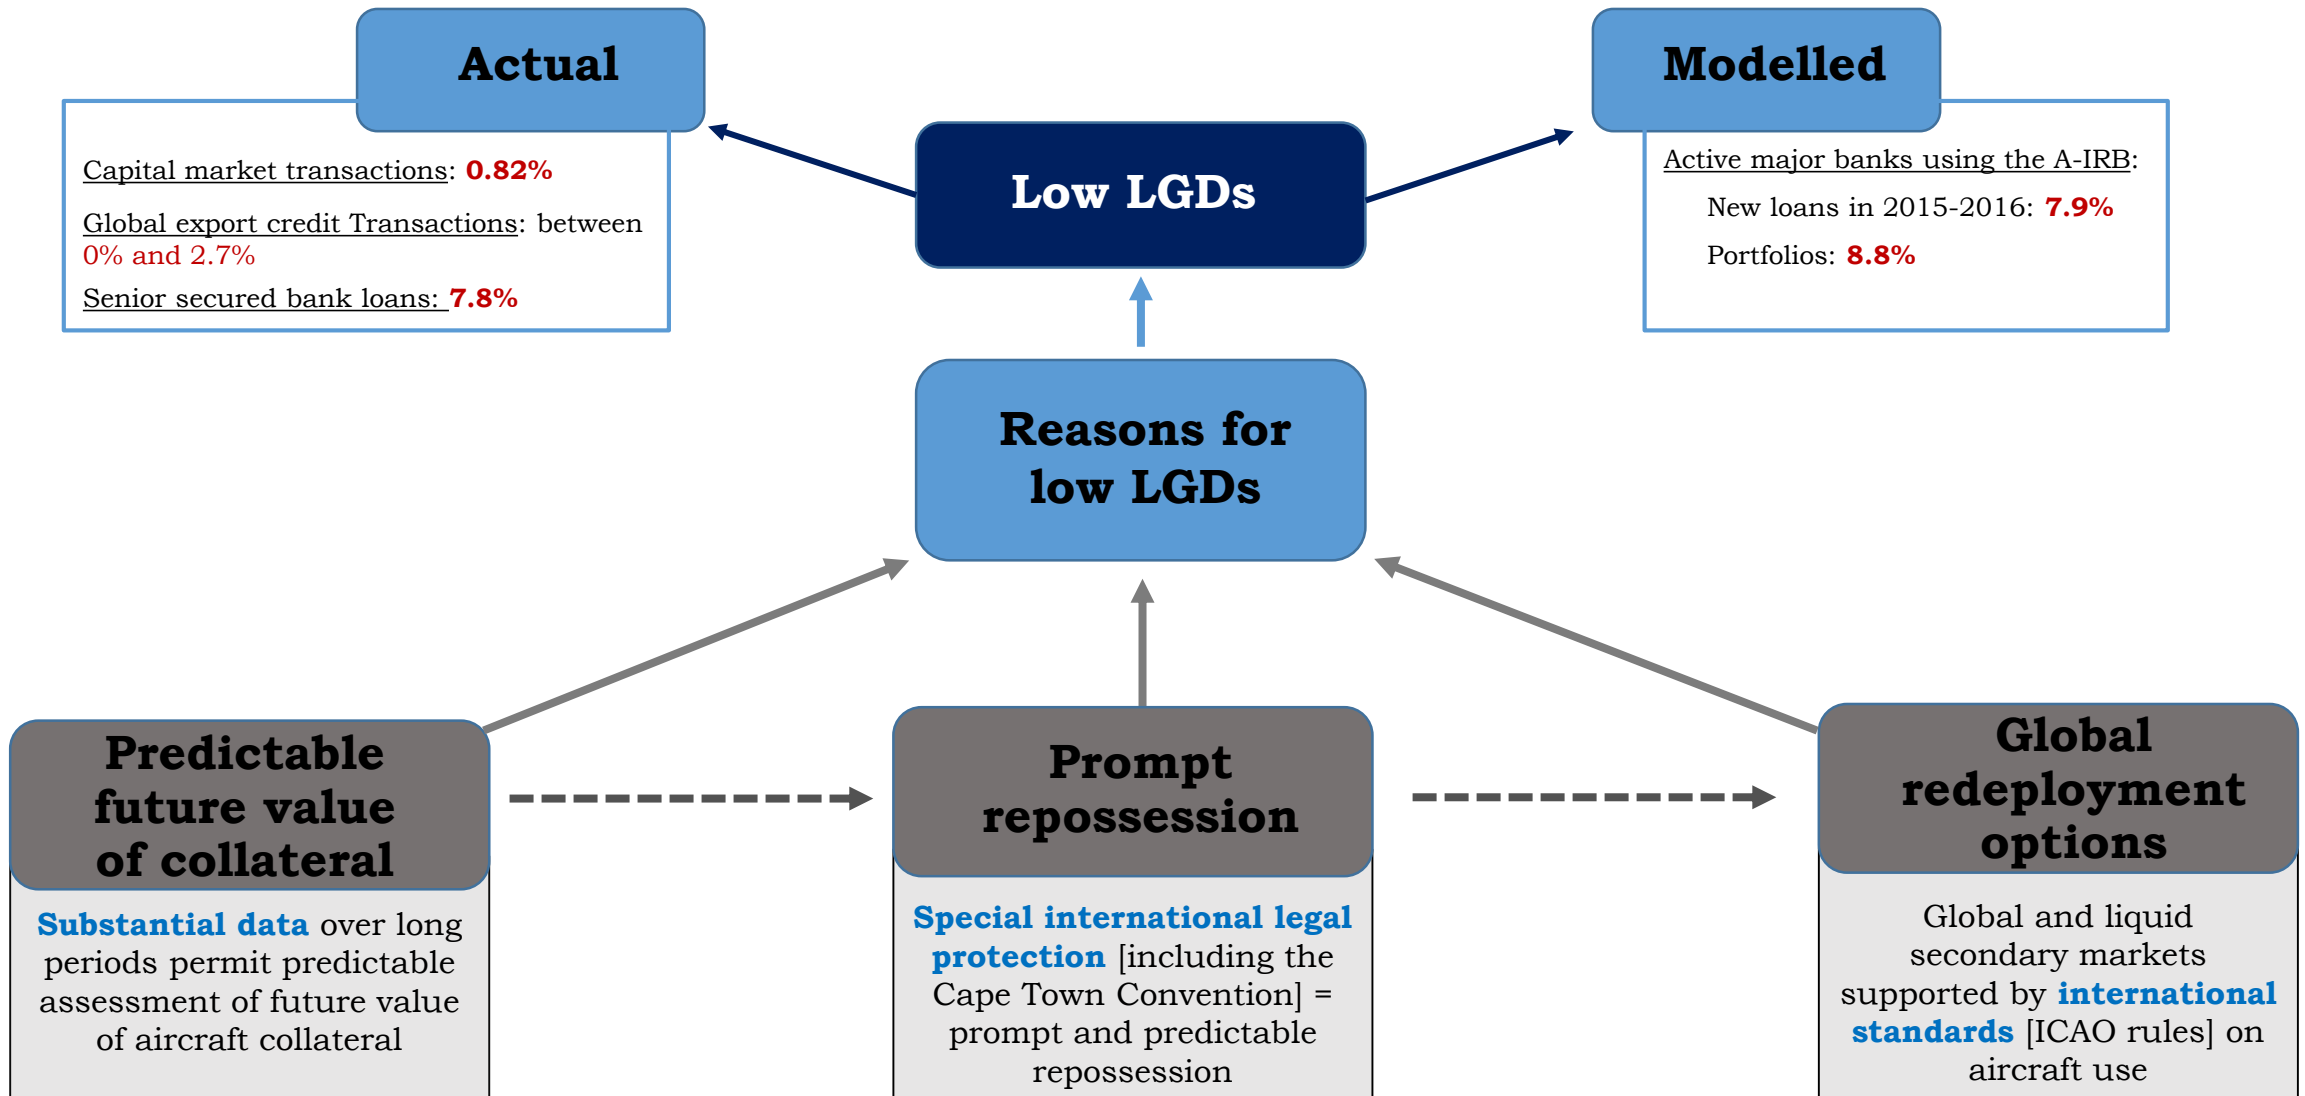 Actual
Capital market transactions: 0.82%
Global export credit Transactions: between
0% and 2.7%
Senior secured bank loans: 7.8%
Low LGDs
Modelled
Active major banks using the A-IRB:
New loans in 2015-2016: 7.9%
Portfolios: 8.8%
Reasons for
low LGDs
Predictable
future value
of collateral
Substantial data over long
periods permit predictable
assessment of future value
of aircraft collateral
Prompt
repossession
Special international legal
protection [including the
Cape Town Convention] =
prompt and predictable
repossession
Global
redeployment
options
Global and liquid
secondary markets
supported by international
standards [ICAO rules] on
aircraft use